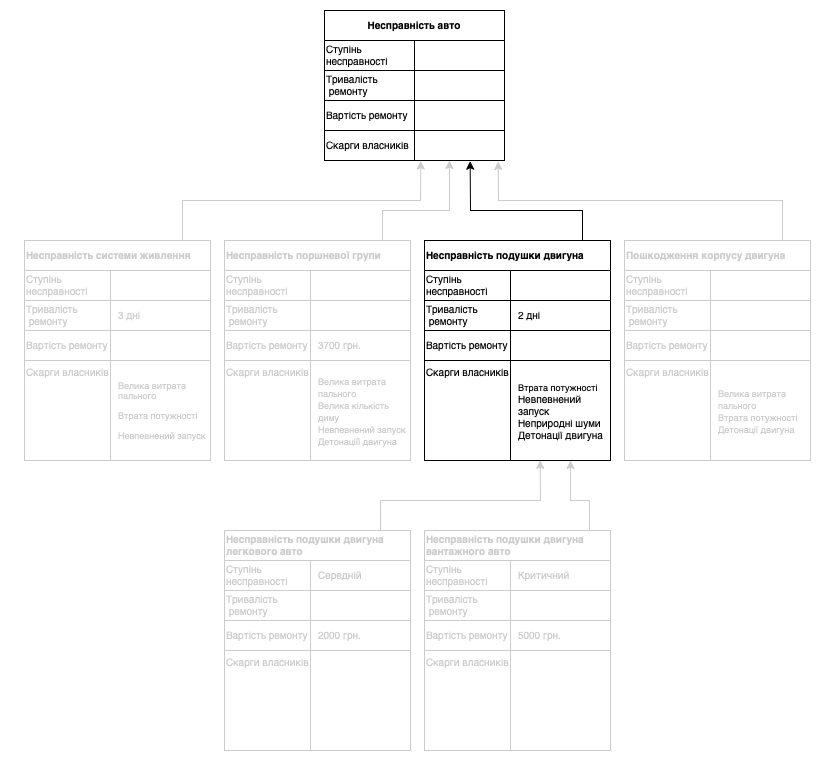 Несправність авто
Ступінь
несправності
Тривалість
ремонту
Вартість ремонту
Скарги власників
Несправність системи живлення
Ступінь
несправності
Тривалість
ремонту
3 дні
Вартість ремонту
Скарги власників
Велика витрата
пального
Втрата потужності
Невпевнений запуск
Несправність поршневої групи
Ступінь
несправності
Тривалість
ремонту
Вартість ремонту
3700 грн.
Скарги власників
Велика витрата
пального
Велика кількість
диму
Невпевнений запуск
Детонації двигуна
Несправність подушки двигуна
Ступінь
несправності
Тривалість
ремонту
2 дні
Вартість ремонту
Скарги власників
Втрата потужності
Невпевнений
запуск
Неприродні шуми
Детонації двигуна
Пошкодження корпусу двигуна
Ступінь
несправності
Тривалість
ремонту
Вартість ремонту
Скарги власників
Велика витрата
пального
Втрата потужності
Детонації двигуна
Несправність подушки двигуна
легкового авто
Ступінь
несправності
Середній
Тривалість
ремонту
Вартість ремонту
2000 грн.
Скарги власників
Несправність подушки двигуна
вантажного авто
Ступінь
несправності
Критичний
Тривалість
ремонту
Вартість ремонту
5000 грн.
Скарги власників